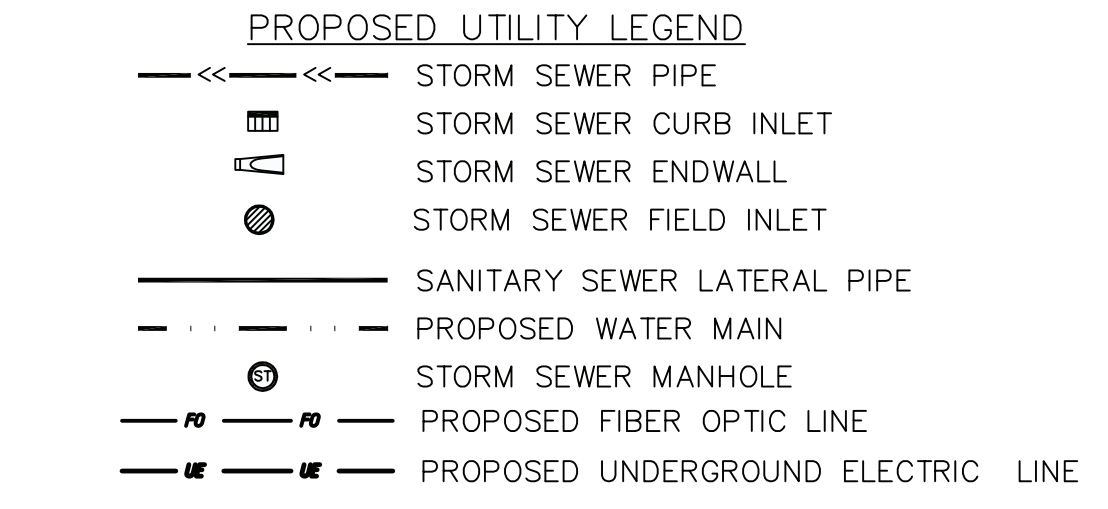 PROPOSED UTILITY LEGEND
<< << STORM SEWER PIPE
STORM SEWER CURB INLET
STORM SEWER ENDWALL
STORM SEWER FIELD INLET
SANITARY SEWER LATERAL PIPE
PROPOSED WATER MAIN
ST STORM SEWER MANHOLE
FO FO PROPOSED FIBER OPTIC LINE
UE UE PROPOSED UNDERGROUND ELECTRIC LINE